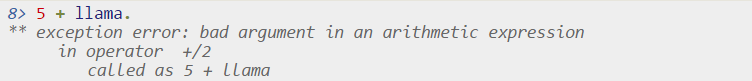 8> 5 + llama.
** exception error: bad argument in an arithmetic expression
in operator +/2
called as 5 + llama